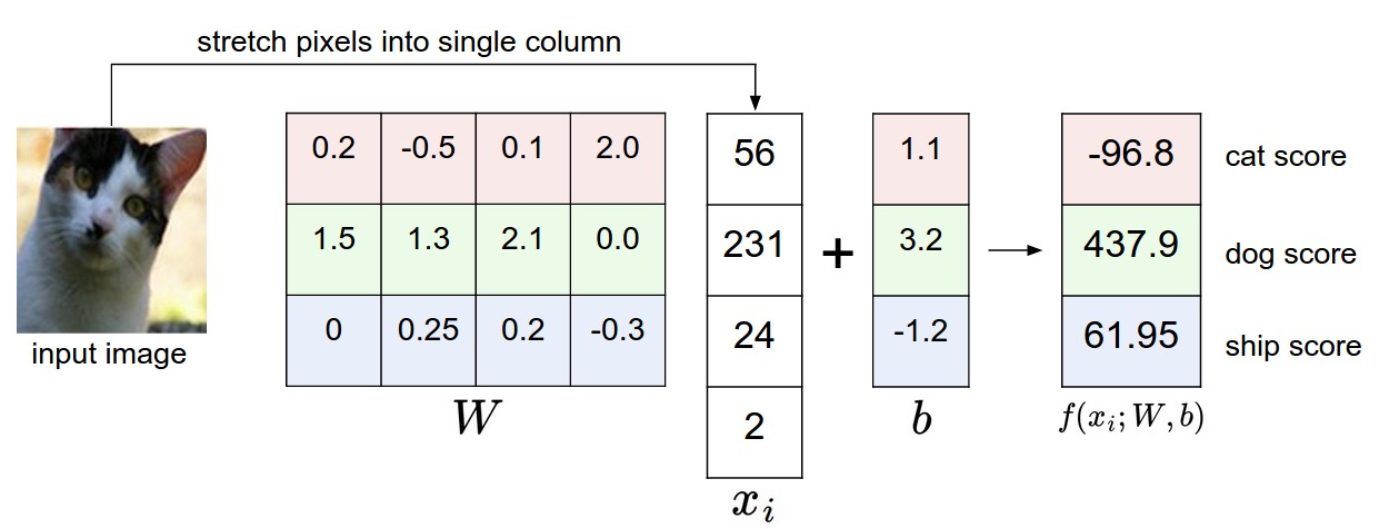 stretch pixels into single column
0.2 -0.5 0.1 2.0 56 1.1 -96.8 cat score
1.5 1.3 2.1 0.0 231 + 3.2 437.9 dog score
0 0.25 0.2 -0.3 24 -1.2 61.95 ship score
input image
2
W b f(x_i; W, b)
x_i